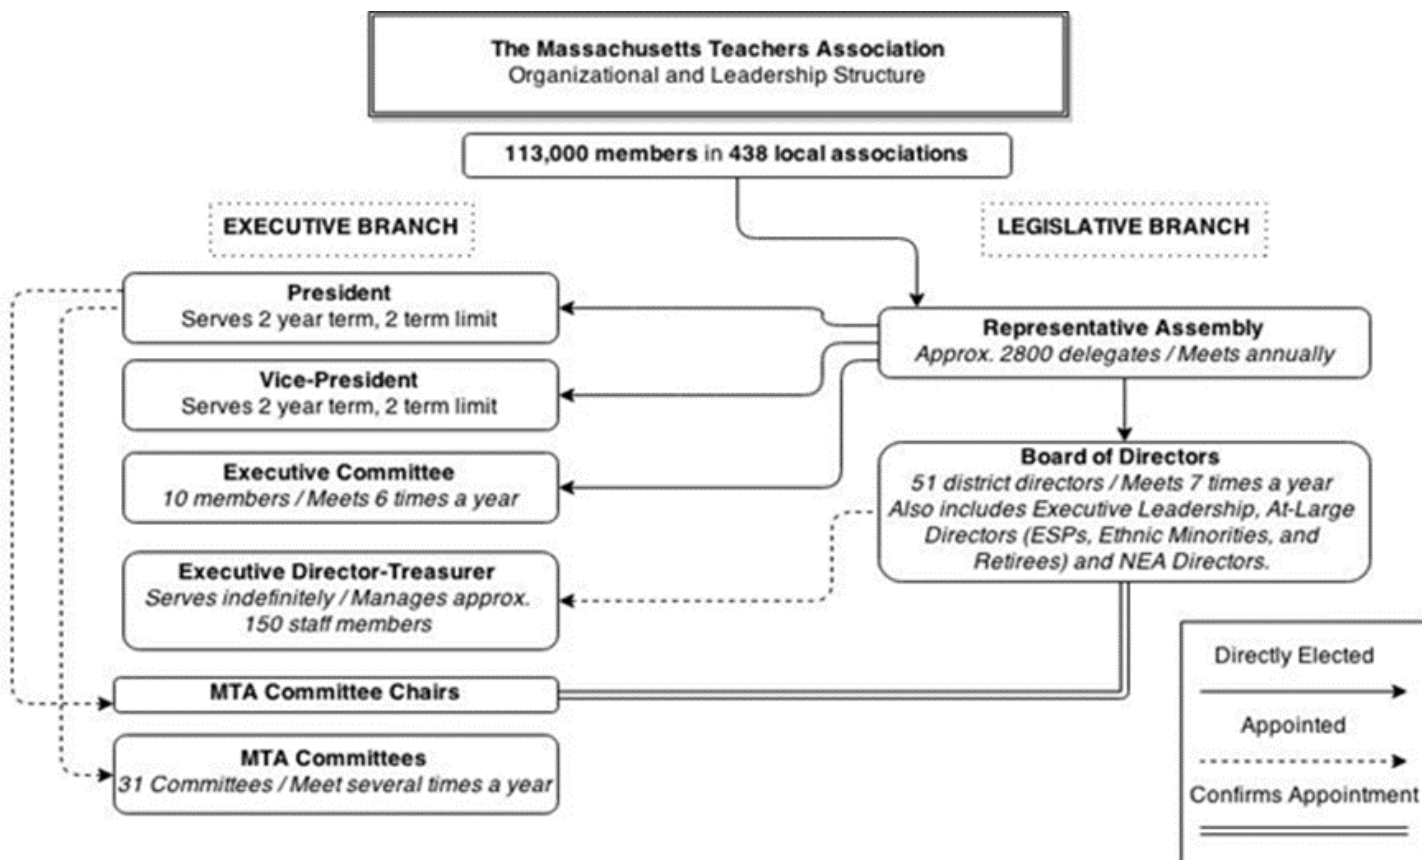 The Massachusetts Teachers Association
Organizational and Leadership Structure
113,000 members in 438 local associations
EXECUTIVE BRANCH
LEGISLATIVE BRANCH
President
Serves 2 year term, 2 term limit
Vice-President
Serves 2 year term, 2 term limit
Executive Committee
10 members / Meets 6 times a year
Executive Director-Treasurer
Serves indefinitely / Manages approx.
150 staff members
MTA Committee Chairs
MTA Committees
31 Committees / Meet several times a year
Representative Assembly
Approx. 2800 delegates / Meets annually
Board of Directors
51 district directors / Meets 7 times a year
Also includes Executive Leadership, At-Large
Directors (ESPs, Ethnic Minorities, and
Retirees) and NEA Directors.
Directly Elected
Appointed
Confirms Appointment